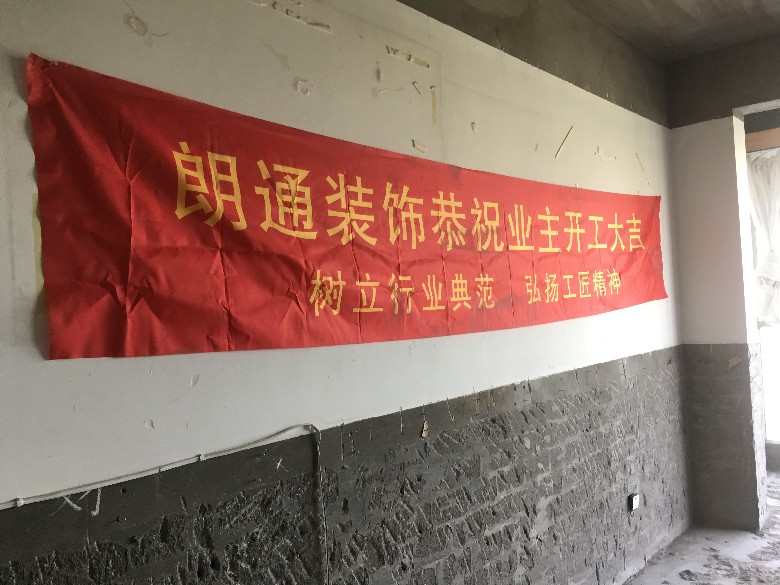 朗通装饰恭祝业主开工大吉
树立行业典范 弘扬工匠精神